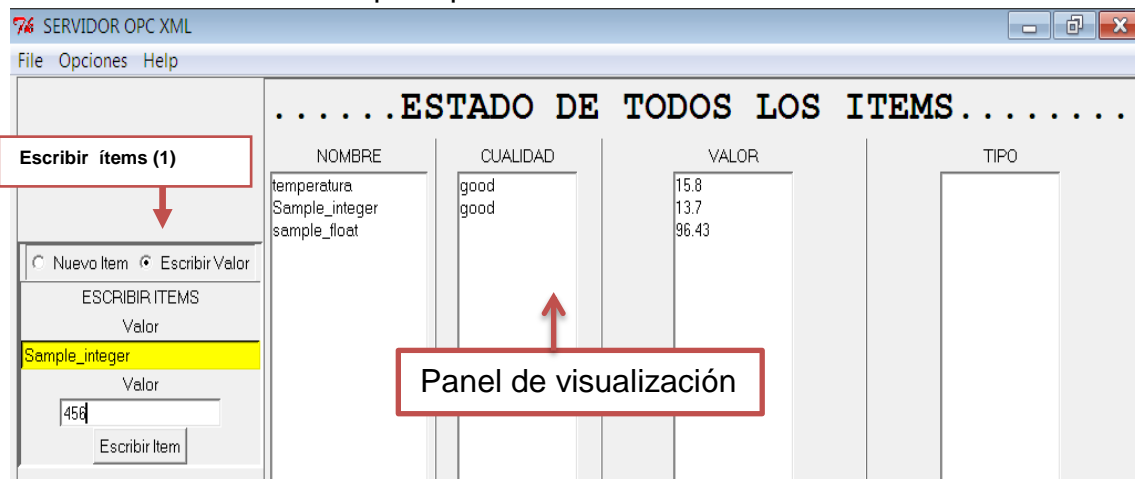 SERVIDOR OPC XML
File Opciones Help
......ESTADO DE TODOS LOS ITEMS........
Escribir ítems (1)
NOMBRE CUALIDAD VALOR TIPO
temperatura good 15.8
Sample_integer good 13.7
sample_float 96.43
Nuevo Item Escribir Valor
ESCRIBIR ITEMS
Valor
Sample_integer
Valor
456
Escribir Item
Panel de visualización